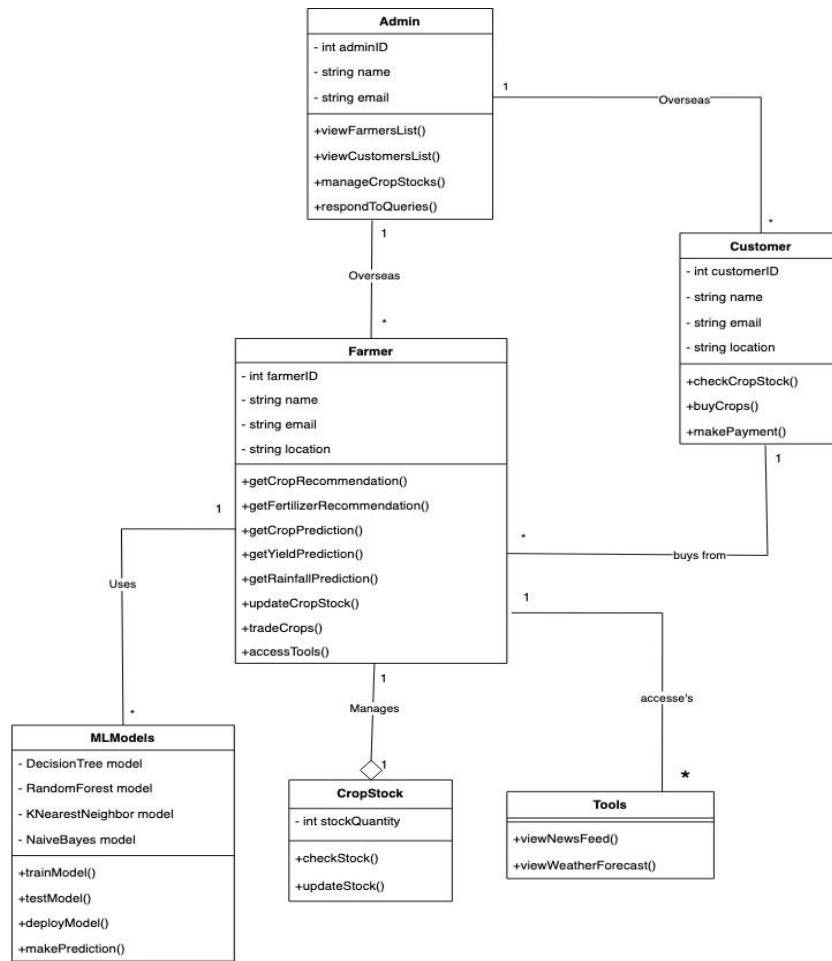 Admin
- int adminID
- string name
- string email
+viewFarmersList()
+viewCustomersList()
+manageCropStocks()
+respondToQueries()
1
Overseas
*
1
Overseas
*
Customer
- int customerID
- string name
- string email
- string location
+checkCropStock()
+buyCrops()
+makePayment()
1
buys from
*
Farmer
- int farmerID
- string name
- string email
- string location
+getCropRecommendation()
+getFertilizerRecommendation()
+getCropPrediction()
+getYieldPrediction()
+getRainfallPrediction()
+updateCropStock()
+tradeCrops()
+accessTools()
1
Uses
*
1
Manages
1
1
accesse's
*
MLModels
- DecisionTree model
- RandomForest model
- KNearestNeighbor model
- NaiveBayes model
+trainModel()
+testModel()
+deployModel()
+makePrediction()
CropStock
- int stockQuantity
+checkStock()
+updateStock()
Tools
+viewNewsFeed()
+viewWeatherForecast()